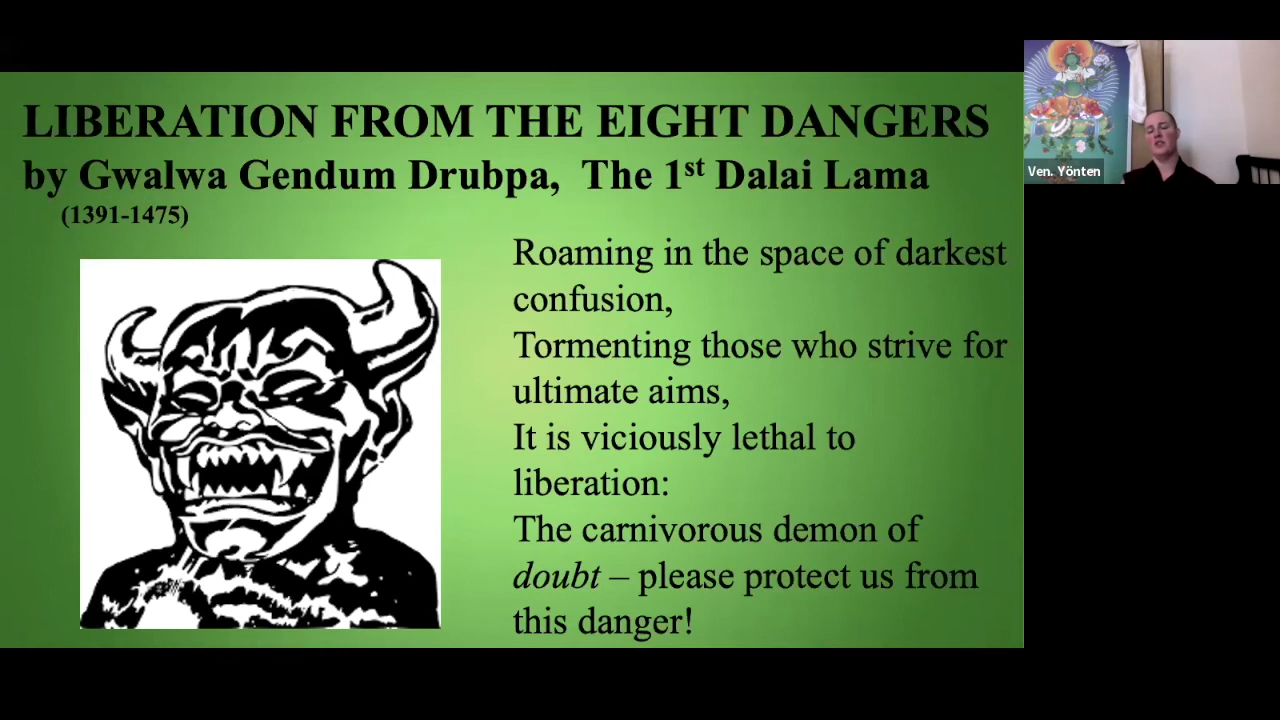 LIBERATION FROM THE EIGHT DANGERS
by Gwalwa Gendum Drubpa, The 1st Dalai Lama
(1391-1475)
Roaming in the space of darkest
confusion,
Tormenting those who strive for
ultimate aims,
It is viciously lethal to
liberation:
The carnivorous demon of
doubt – please protect us from
this danger!
Ven. Yönten